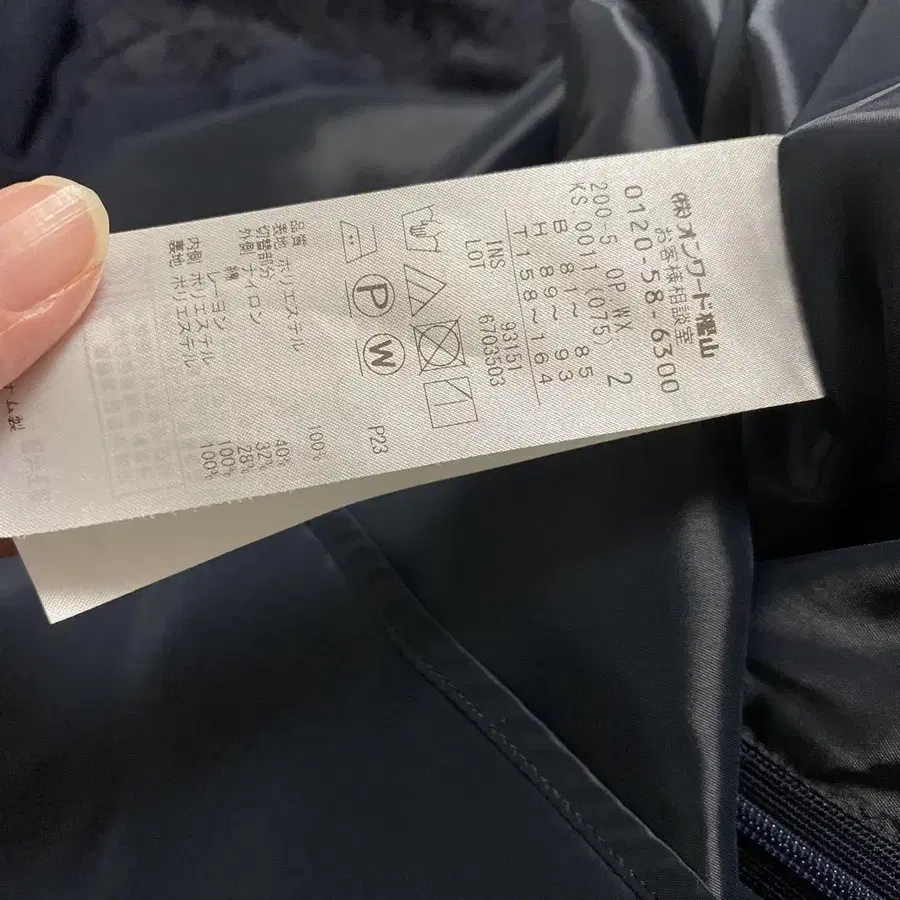 ㈱オンワード樫山
お客様相談室
0120-58-6300
200-5 OP.WX 2
KS 0011 (075)
B 81~ 85
H 89~ 93
T 158~164
INS 93151
LOT 6703503
P W
P23
品質
表地 ポリエステル 100%
切替部分
外側 ナイロン 40%
綿 32%
レーヨン 28%
内側 ポリエステル 100%
裏地 ポリエステル 100%
ナム製